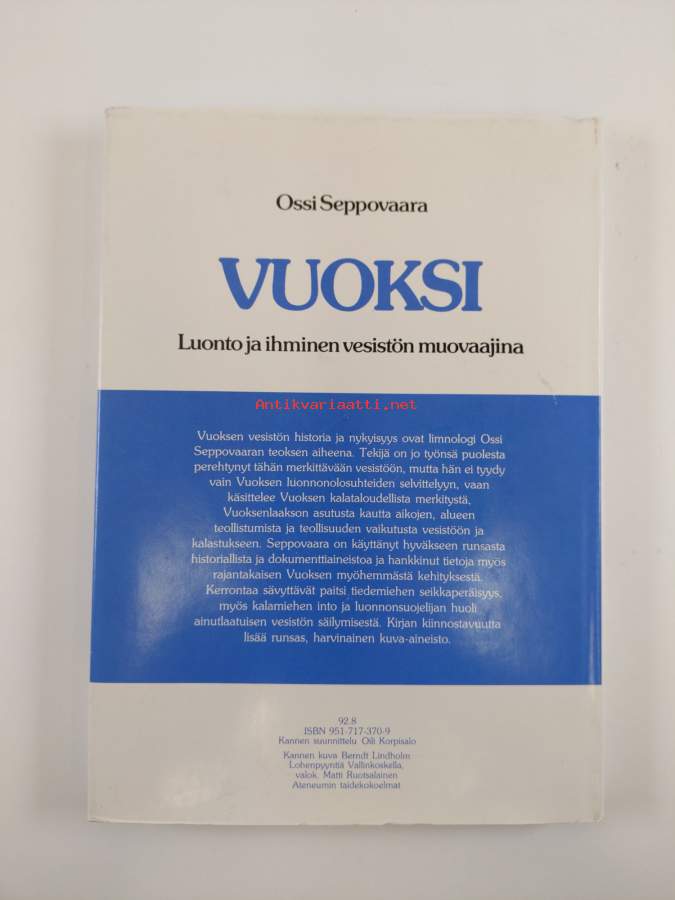 Ossi Seppovaara
VUOKSI
Luonto ja ihminen vesistön muovaajina
Antikvariaatti.net
Vuoksen vesistön historia ja nykyisyys ovat limnologi Ossi
Seppovaaran teoksen aiheena. Tekijä on jo työnsä puolesta
perehtynyt tähän merkittävään vesistöön, mutta hän ei tyydy
vain Vuoksen luonnonolosuhteiden selvittelyyn, vaan
käsittelee Vuoksen kalataloudellista merkitystä,
Vuoksenlaakson asutusta kautta aikojen, alueen
teollistumista ja teollisuuden vaikutusta vesistöön ja
kalastukseen. Seppovaara on käyttänyt hyväkseen runsasta
historiallista ja dokumenttiaineistoa ja hankkinut tietoja myös
rajantakaisen Vuoksen myöhemmästä kehityksestä.
Kerrontaa sävyttävät paitsi tiedemiehen seikkaperäisyys,
myös kalamiehen into ja luonnonsuojelijan huoli
ainutlaatuisen vesistön säilymisestä. Kirjan kiinnostavuutta
lisää runsas, harvinainen kuva-aineisto.
92.8
ISBN 951-717-370-9
Kannen suunnittelu Oili Korpisalo
Kannen kuva Berndt Lindholm
Lohenpyyntiä Vallinkoskella,
valok. Matti Ruotsalainen
Ateneumin taidekokoelmat